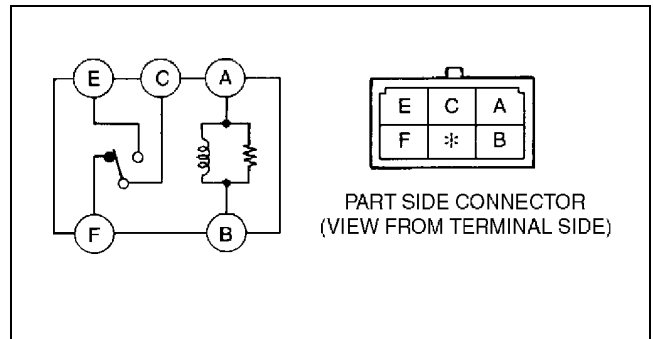 E C A
F B
E C A
F * B
PART SIDE CONNECTOR
(VIEW FROM TERMINAL SIDE)